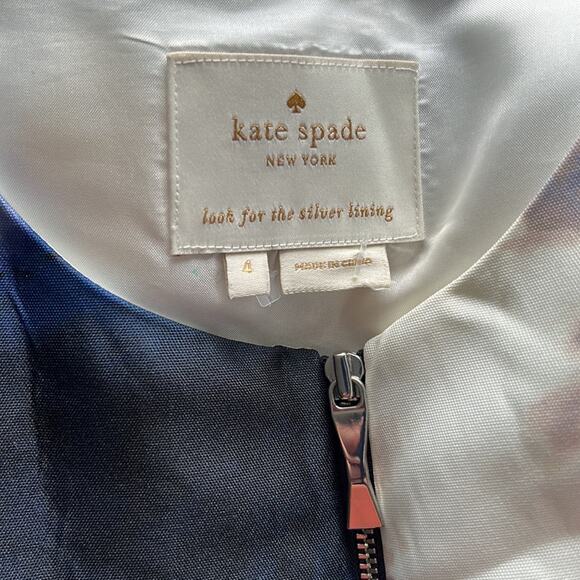 kate spade
NEW YORK
look for the silver lining
4
MADE IN CHINA